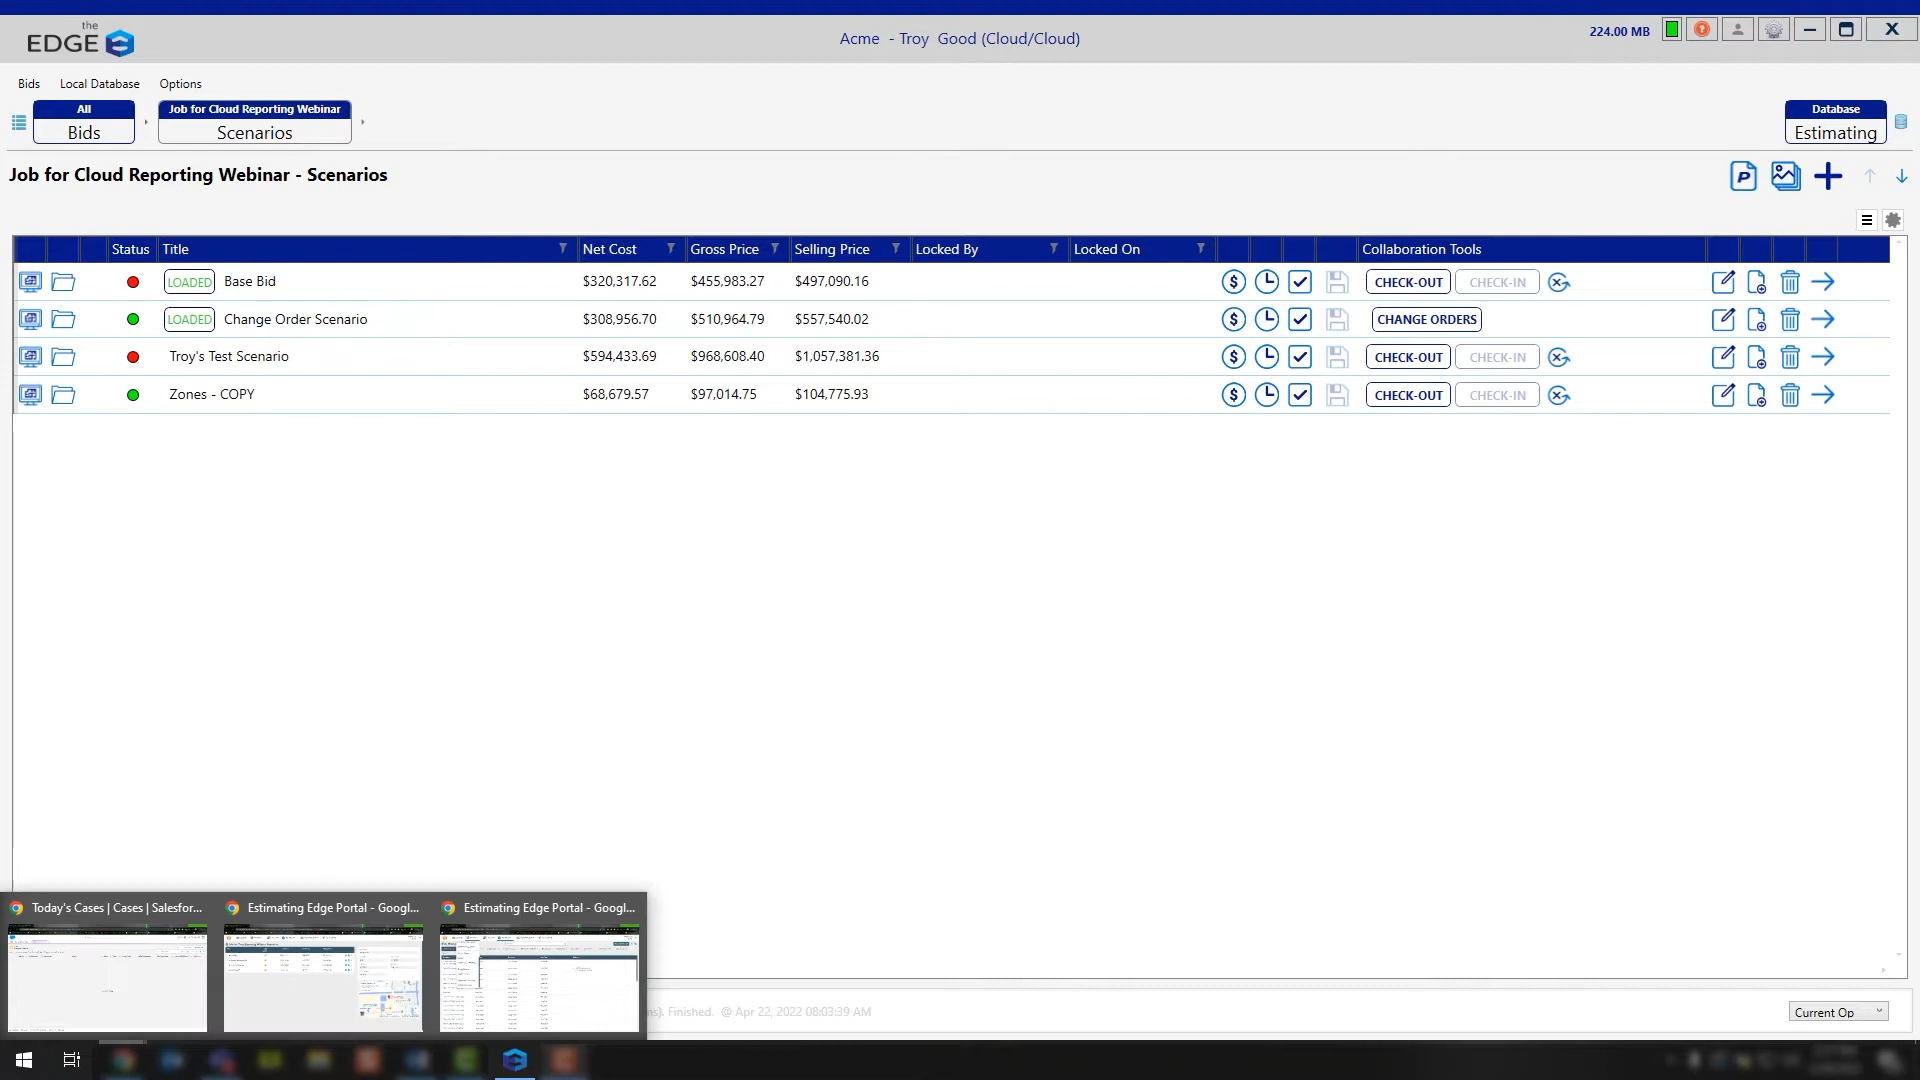 the
EDGE
Acme - Troy Good (Cloud/Cloud)
224.00 MB
Bids Local Database Options
All
Bids
Job for Cloud Reporting Webinar
Scenarios
Database
Estimating
Job for Cloud Reporting Webinar - Scenarios
Status Title Net Cost Gross Price Selling Price Locked By Locked On Collaboration Tools
LOADED Base Bid $320,317.62 $455,983.27 $497,090.16 CHECK-OUT CHECK-IN
LOADED Change Order Scenario $308,956.70 $510,964.79 $557,540.02 CHANGE ORDERS
Troy's Test Scenario $594,433.69 $968,608.40 $1,057,381.36 CHECK-OUT CHECK-IN
Zones - COPY $68,679.57 $97,014.75 $104,775.93 CHECK-OUT CHECK-IN
Today's Cases | Cases | Salesfor... Estimating Edge Portal - Googl... Estimating Edge Portal - Googl...
Finished. @ Apr 22, 2022 08:03:39 AM
Current Op